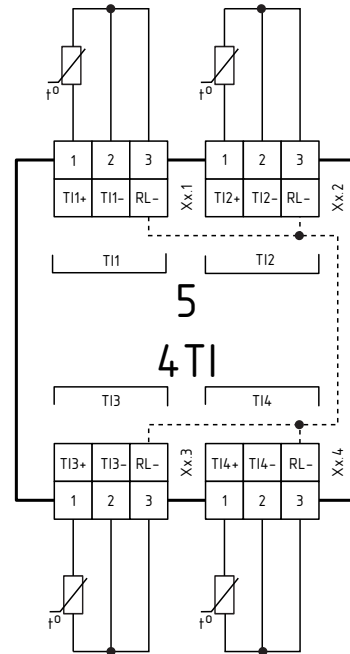 t° t°
1 2 3 1 2 3
TI1+ TI1- RL- Xx.1 TI2+ TI2- RL- Xx.2
TI1 TI2
5
4TI
TI3 TI4
TI3+ TI3- RL- Xx.3 TI4+ TI4- RL- Xx.4
1 2 3 1 2 3
t° t°